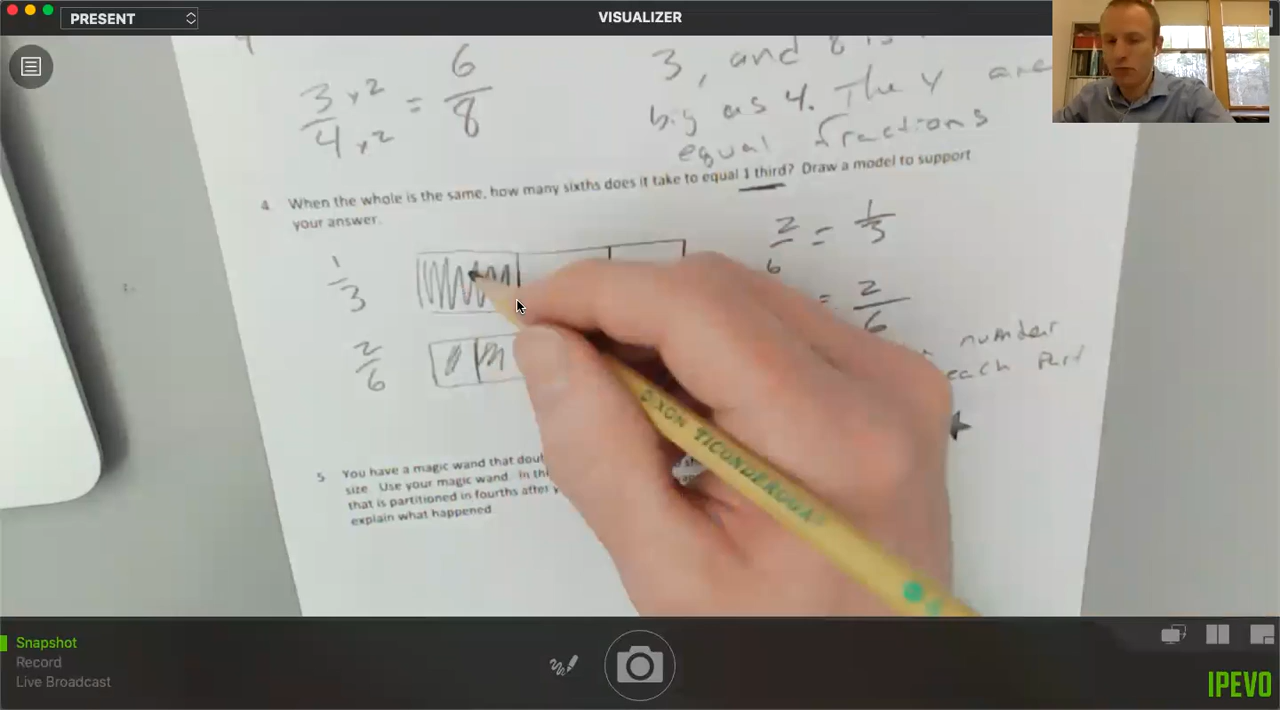 PRESENT
VISUALIZER
3 x2
4 x2
=
6
8
3, and 8 is
big as 4. They are
equal fractions
4. When the whole is the same, how many sixths does it take to equal 1 third? Draw a model to support
your answer.
1
3
2
6
2
6
=
1
3
=
2
6
number
each part
5 You have a magic wand that
size. Use your magic wand. In
that is partitioned in fourths after
explain what happened.
DIXON TICONDEROGA
Snapshot
Record
Live Broadcast
IPEVO